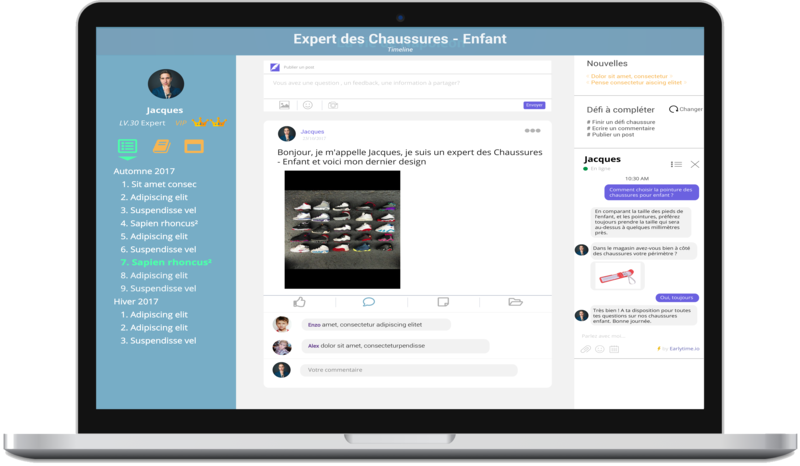 Expert des Chaussures - Enfant
Timeline
Jacques
LV.30 Expert VIP
Automne 2017
1. Sit amet consec
2. Adipiscing elit
3. Suspendisse vel
4. Sapien rhoncus²
5. Adipiscing elit
6. Suspendisse vel
7. Sapien rhoncus²
8. Adipiscing elit
9. Suspendisse vel
Hiver 2017
1. Adipiscing elit
2. Adipiscing elit
3. Suspendisse vel
Publier un post
Vous avez une question , un feedback, une information à partager?
Envoyer
Jacques
Bonjour, je m'appelle Jacques, je suis un expert des Chaussures
- Enfant et voici mon dernier design
Enzo amet, consectetur adipiscing elitet
Alex dolor sit amet, consecteturpendisse
Votre commentaire
Nouvelles
- Dolor sit amet, consectetur
- Pense consectetur aiscing elitet
Défi à compléter
Changer
# Finir un défi chaussure
# Ecrire un commentaire
# Publier un post
Jacques
En ligne
10:30 AM
Comment choisir la pointure des
chaussures pour enfant ?
En comparant la taille des pieds de
l'enfant, et les pointures, préférez
toujours prendre la taille qui sera
au-dessus à quelques millimètres
près.
Dans le magasin avez-vous bien à côté
des chaussures votre périmètre ?
Oui, toujours
Très bien ! A ta disposition pour toutes
tes questions sur nos chaussures
enfant. Bonne journée.
Parlez avec moi...
by Earlytime.io